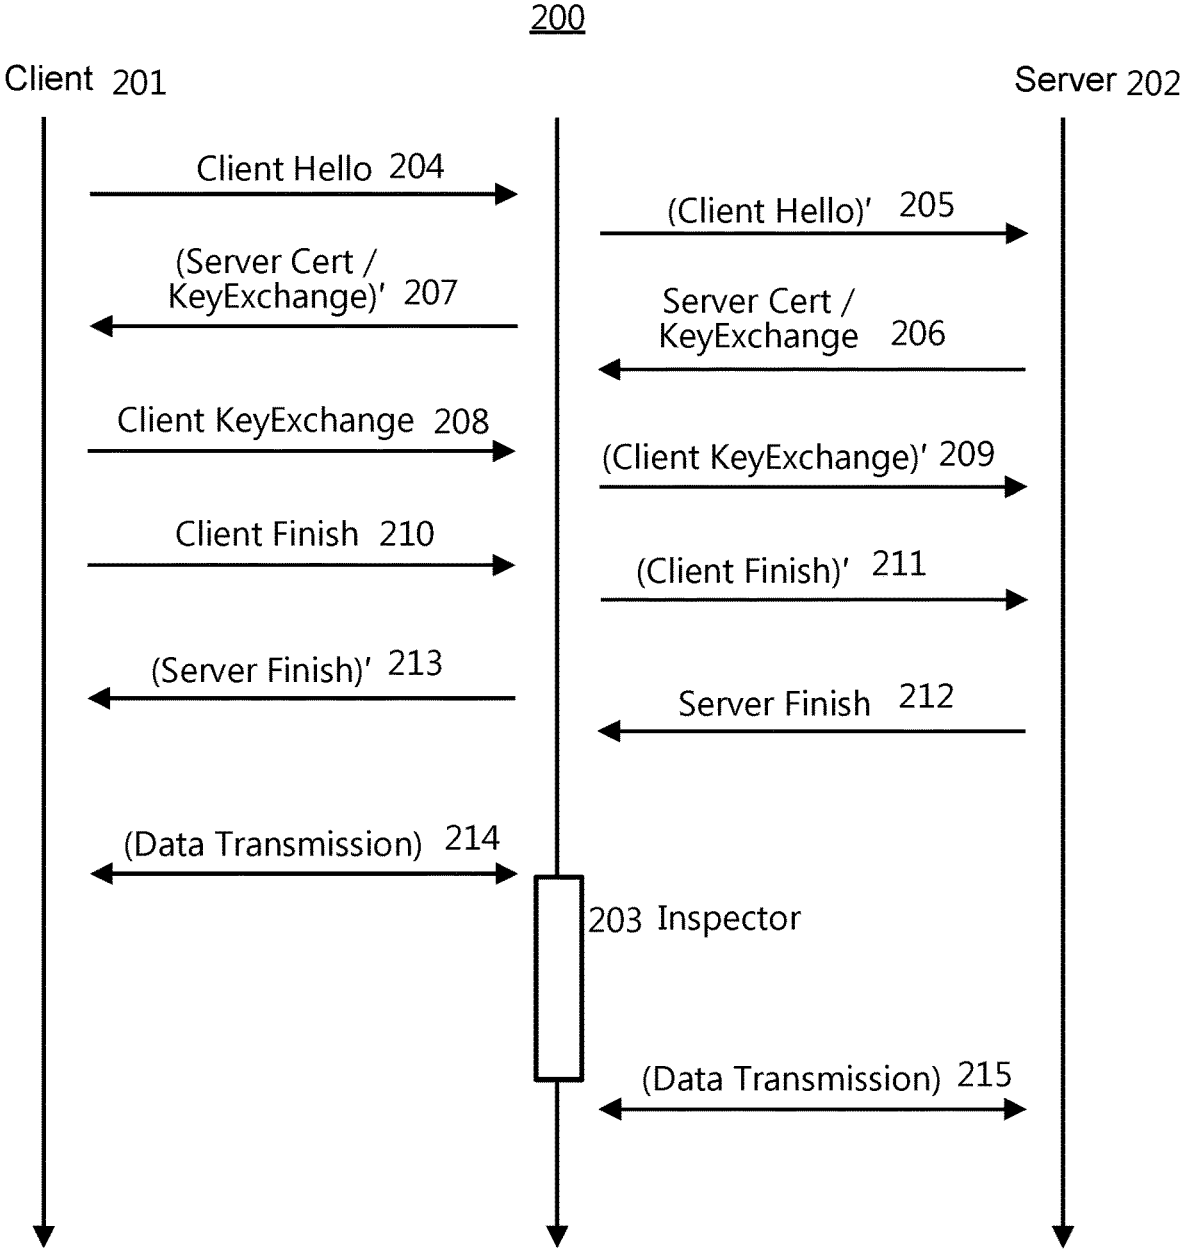 200
Client 201
Server 202
Client Hello 204
(Client Hello)′ 205
(Server Cert /
KeyExchange)′ 207
Server Cert /
KeyExchange 206
Client KeyExchange 208
(Client KeyExchange)′ 209
Client Finish 210
(Client Finish)′ 211
(Server Finish)′ 213
Server Finish 212
(Data Transmission) 214
203 Inspector
(Data Transmission) 215